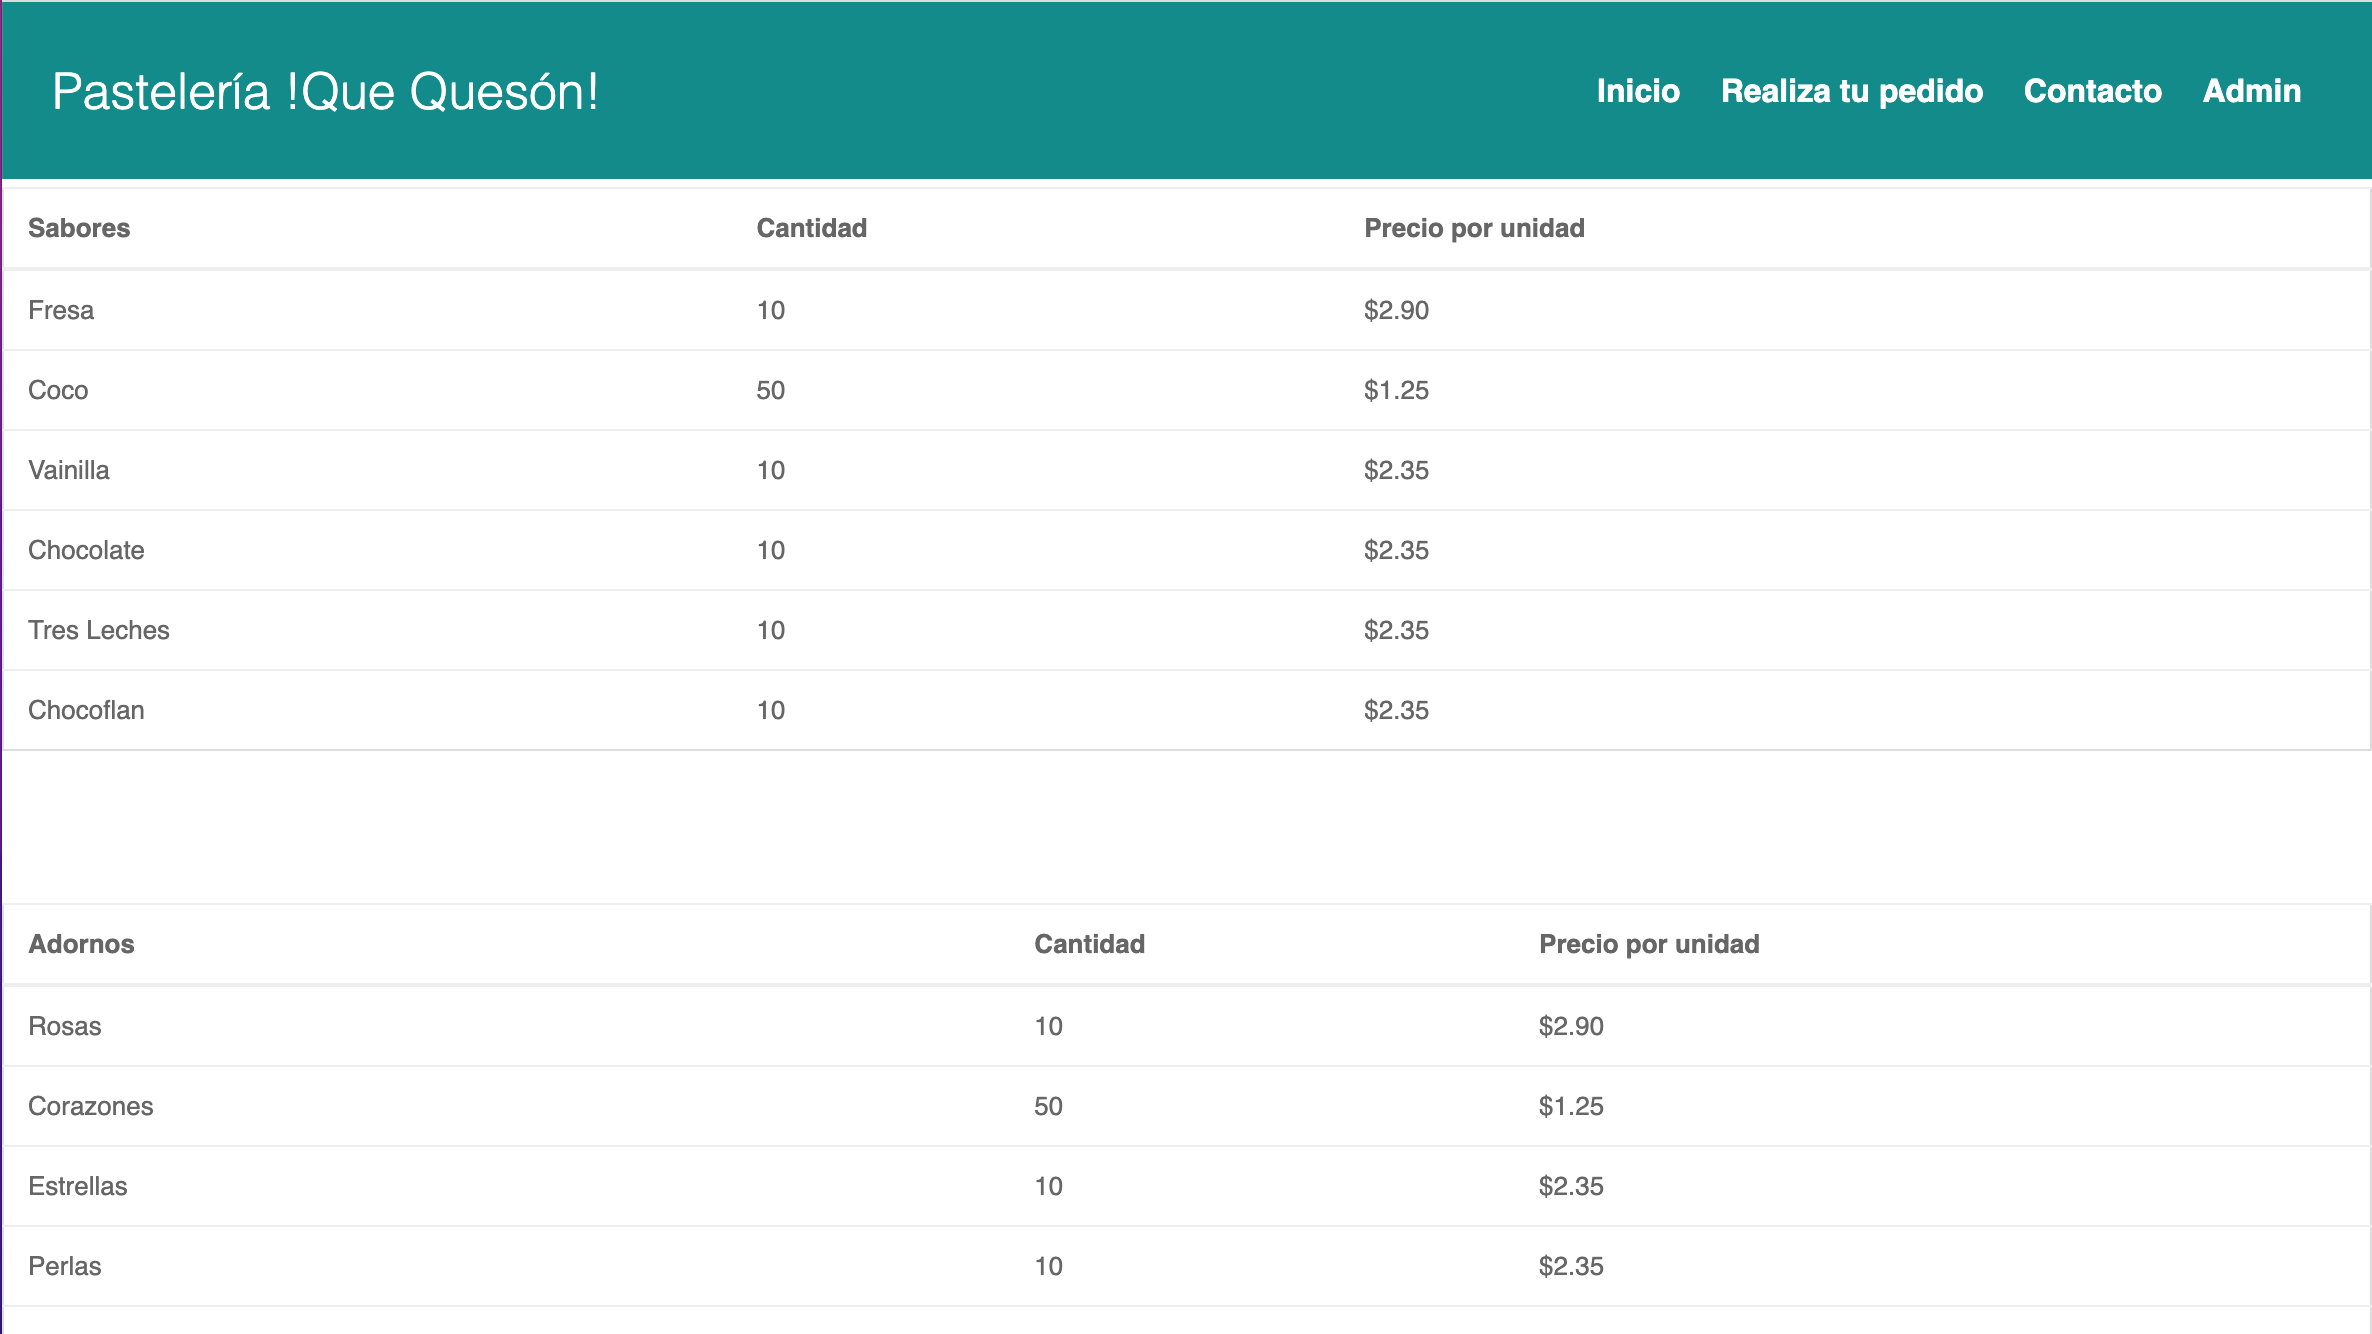 Pastelería !Que Quesón! Inicio Realiza tu pedido Contacto Admin
Sabores Cantidad Precio por unidad
Fresa 10 $2.90
Coco 50 $1.25
Vainilla 10 $2.35
Chocolate 10 $2.35
Tres Leches 10 $2.35
Chocoflan 10 $2.35
Adornos Cantidad Precio por unidad
Rosas 10 $2.90
Corazones 50 $1.25
Estrellas 10 $2.35
Perlas 10 $2.35